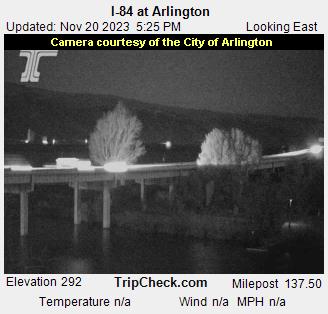 I-84 at Arlington
Updated: Nov 20 2023 5:25 PM Looking East
Camera courtesy of the City of Arlington
Elevation 292 TripCheck.com Milepost 137.50
Temperature n/a Wind n/a MPH n/a